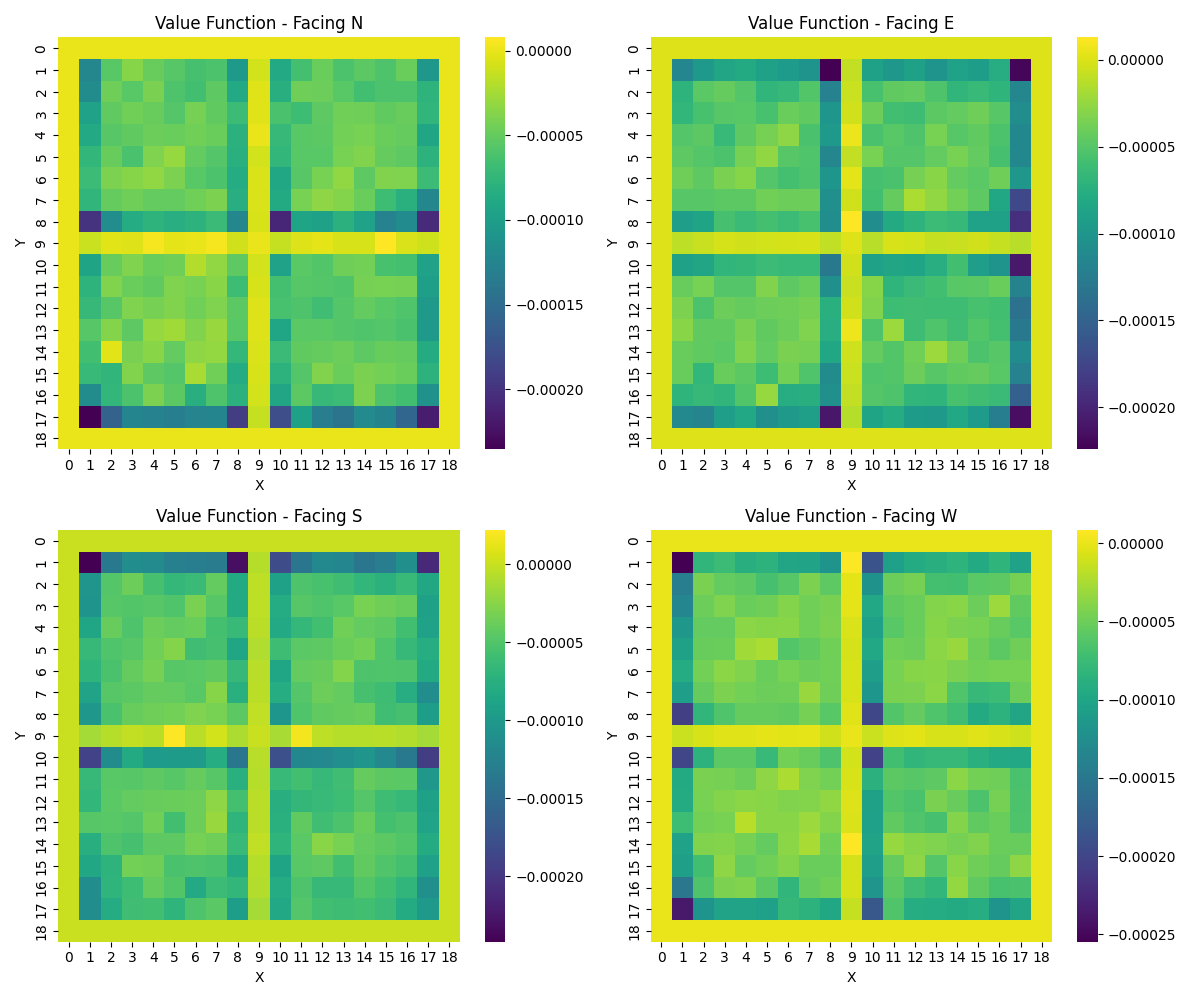 Value Function - Facing N
Y
0 1 2 3 4 5 6 7 8 9 10 11 12 13 14 15 16 17 18
0 1 2 3 4 5 6 7 8 9 10 11 12 13 14 15 16 17 18
X
0.00000
−0.00005
−0.00010
−0.00015
−0.00020
Value Function - Facing E
Y
0 1 2 3 4 5 6 7 8 9 10 11 12 13 14 15 16 17 18
0 1 2 3 4 5 6 7 8 9 10 11 12 13 14 15 16 17 18
X
0.00000
−0.00005
−0.00010
−0.00015
−0.00020
Value Function - Facing S
Y
0 1 2 3 4 5 6 7 8 9 10 11 12 13 14 15 16 17 18
0 1 2 3 4 5 6 7 8 9 10 11 12 13 14 15 16 17 18
X
0.00000
−0.00005
−0.00010
−0.00015
−0.00020
Value Function - Facing W
Y
0 1 2 3 4 5 6 7 8 9 10 11 12 13 14 15 16 17 18
0 1 2 3 4 5 6 7 8 9 10 11 12 13 14 15 16 17 18
X
0.00000
−0.00005
−0.00010
−0.00015
−0.00020
−0.00025